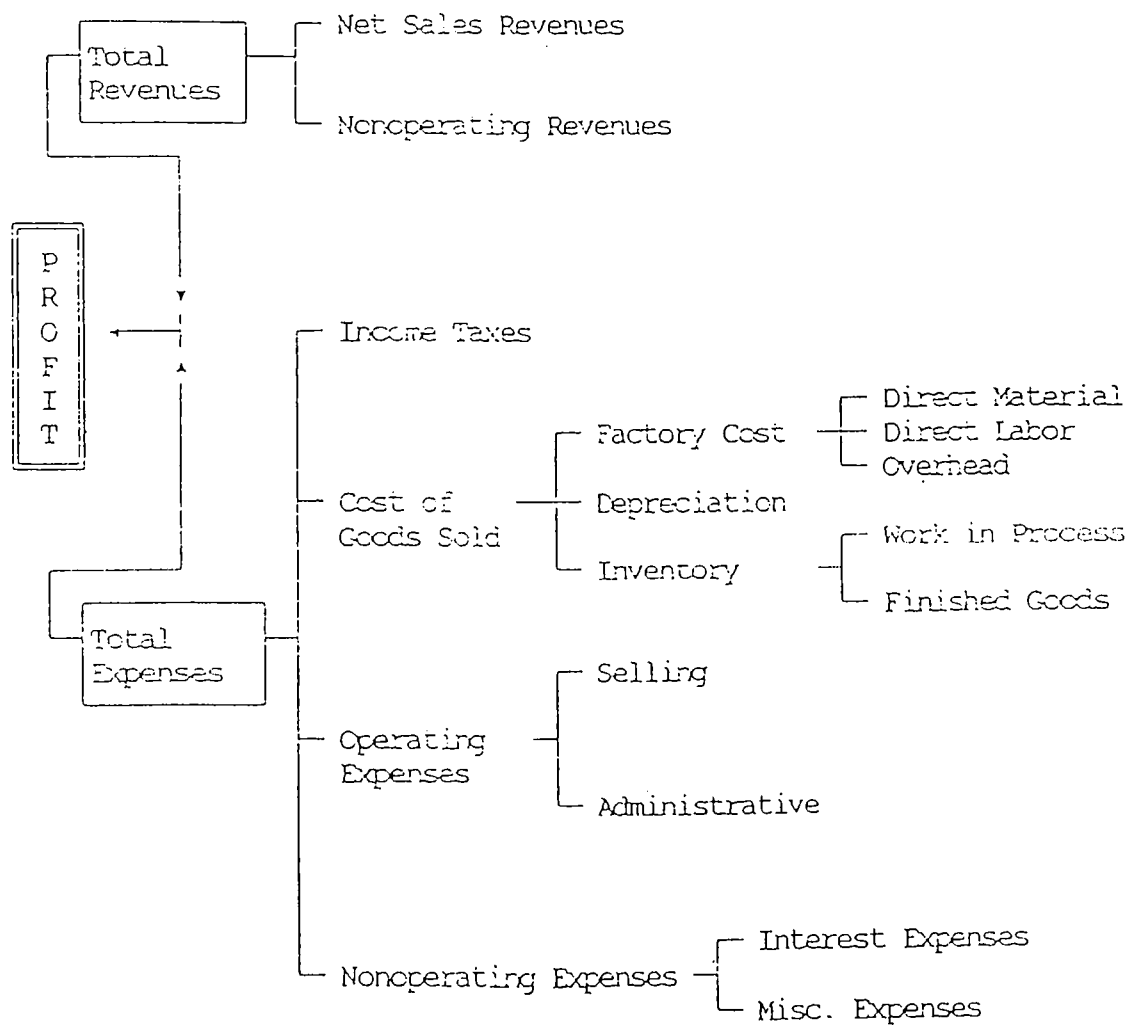 Total
Revenues
Net Sales Revenues
Nonoperating Revenues
P
R
O
F
I
T
Total
Expenses
Income Taxes
Cost of
Goods Sold
Factory Cost
Direct Material
Direct Labor
Overhead
Depreciation
Inventory
Work in Process
Finished Goods
Operating
Expenses
Selling
Administrative
Nonoperating Expenses
Interest Expenses
Misc. Expenses